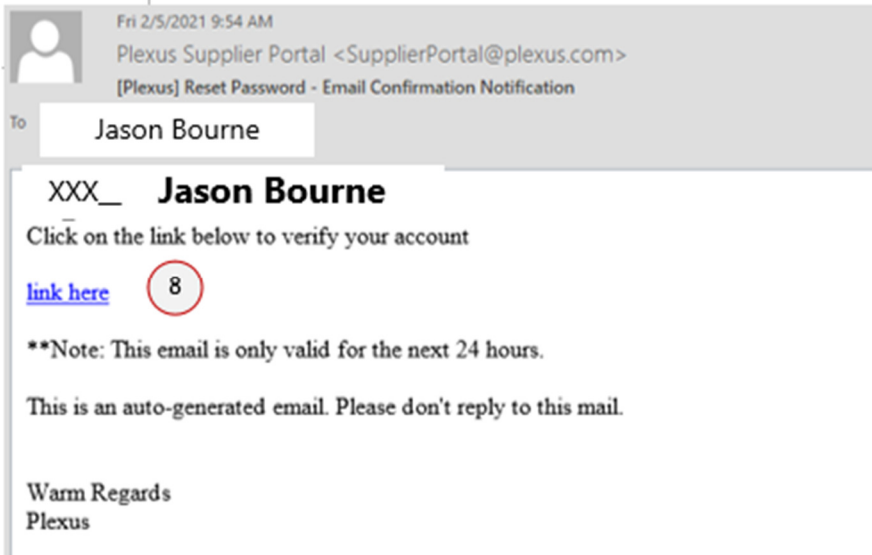 Fri 2/5/2021 9:54 AM
Plexus Supplier Portal <SupplierPortal@plexus.com>
[Plexus] Reset Password - Email Confirmation Notification
To Jason Bourne
XXX__ Jason Bourne
Click on the link below to verify your account
link here 8
**Note: This email is only valid for the next 24 hours.
This is an auto-generated email. Please don't reply to this mail.
Warm Regards
Plexus